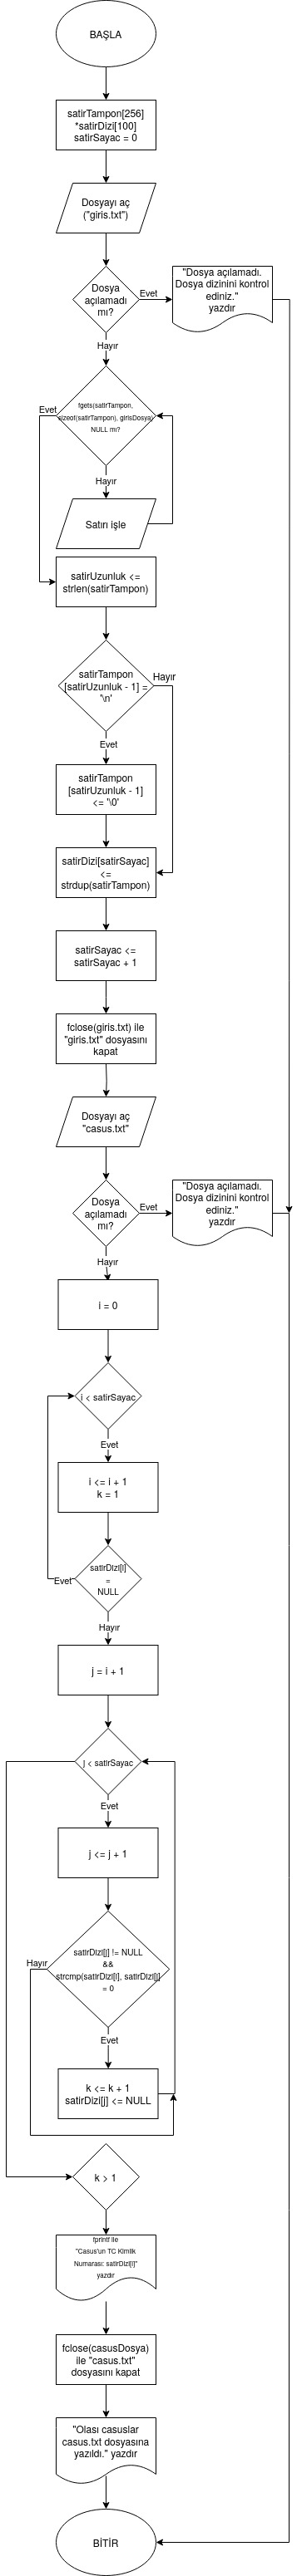 BAŞLA
satirTampon[256]
*satirDizi[100]
satirSayac = 0
Dosyayı aç
("giris.txt")
Dosya
açılamadı
mı?
Evet
"Dosya açılamadı.
Dosya dizinini kontrol
ediniz."
yazdır
Hayır
fgets(satirTampon,
sizeof(satirTampon), girisDosya)
NULL mı?
Evet
Hayır
Satırı işle
satirUzunluk <=
strlen(satirTampon)
satirTampon
[satirUzunluk - 1] =
'\n'
Hayır
Evet
satirTampon
[satirUzunluk - 1]
<= '\0'
satirDizi[satirSayac]
<=
strdup(satirTampon)
satirSayac <=
satirSayac + 1
fclose(giris.txt) ile
"giris.txt" dosyasını
kapat
Dosyayı aç
"casus.txt"
Dosya
açılamadı
mı?
Evet
"Dosya açılamadı.
Dosya dizinini kontrol
ediniz."
yazdır
Hayır
i = 0
i < satirSayac
Evet
i <= i + 1
k = 1
satirDizi[i]
=
NULL
Evet
Hayır
j = i + 1
j < satirSayac
Evet
j <= j + 1
satirDizi[j] != NULL
&&
strcmp(satirDizi[i], satirDizi[j]
= 0
Hayır
Evet
k <= k + 1
satirDizi[j] <= NULL
k > 1
fprintf ile
"Casus'un TC Kimlik
Numarası: satirDizi[i]"
yazdır
fclose(casusDosya)
ile "casus.txt"
dosyasını kapat
"Olası casuslar
casus.txt dosyasına
yazıldı." yazdır
BİTİR